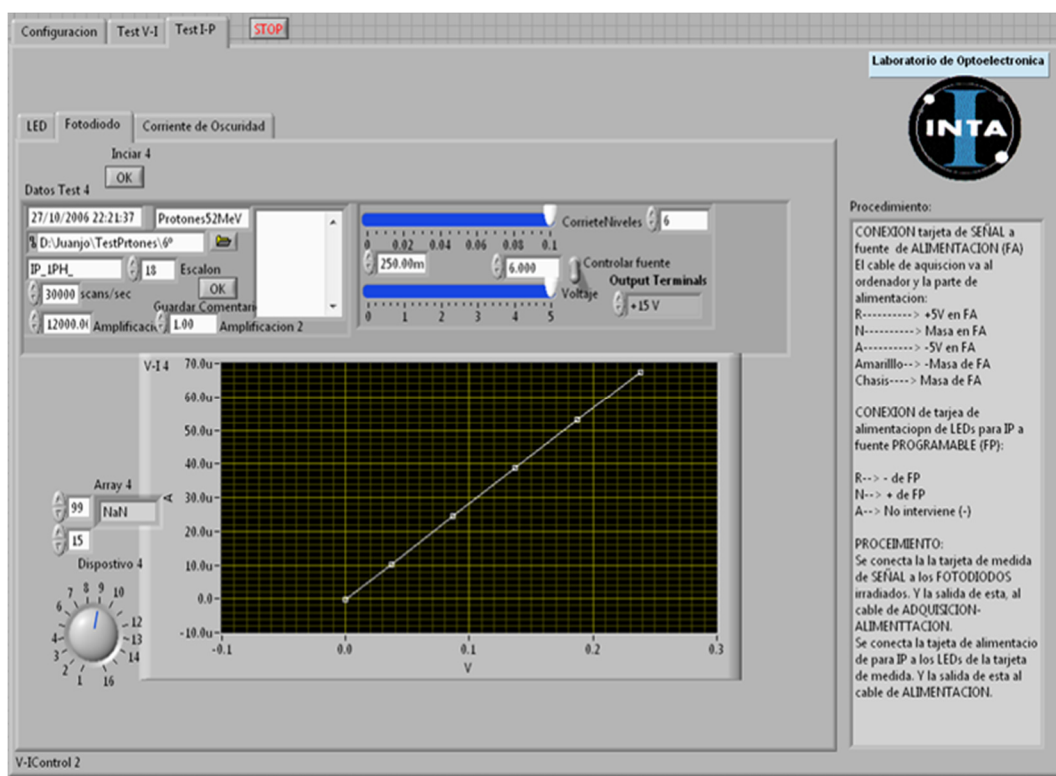 Configuracion
Test V-I
Test I-P
STOP
Laboratorio de Optoelectronica
INTA
LED
Fotodiodo
Corriente de Oscuridad
Inciar 4
OK
Datos Test 4
27/10/2006 22:21:37
Protones52MeV
D:\Juanjo\TestPrtones\6º
IP_1PH_
18
Escalon
30000
scans/sec
OK
Guardar Comentari
12000.0
Amplificaci
1.00
Amplificacion 2
0 0.02 0.04 0.06 0.08 0.1
CorrieteNiveles
6
250.00m
6.000
Controlar fuente
Output Terminals
Voltaje
+15 V
0 1 2 3 4 5
V-I 4
70.0u
60.0u
50.0u
40.0u
30.0u
20.0u
10.0u
0.0
-10.0u
A
-0.1 0.0 0.1 0.2 0.3
V
Array 4
99
NaN
15
Dispostivo 4
1 2 3 4 6 7 8 9 10 12 13 14 16
Procedimiento:
CONEXION tarjeta de SEÑAL a
fuente de ALIMENTACION (FA)
El cable de aquiscion va al
ordenador y la parte de
alimentacion:
R----------> +5V en FA
N----------> Masa en FA
A----------> -5V en FA
Amarilllo--> -Masa de FA
Chasis----> Masa de FA
CONEXION de tarjea de
alimentaciopn de LEDs para IP a
fuente PROGRAMABLE (FP):
R--> - de FP
N--> + de FP
A--> No interviene (-)
PROCEIMIENTO:
Se conecta la la tarjeta de medida
de SEÑAL a los FOTODIODOS
irradiados. Y la salida de esta, al
cable de ADQUISICION-
ALIMENTTACION.
Se conecta la tajeta de alimentacio
de para IP a los LEDs de la tarjeta
de medida. Y la salida de esta al
cable de ALIMENTACION.
V-IControl 2